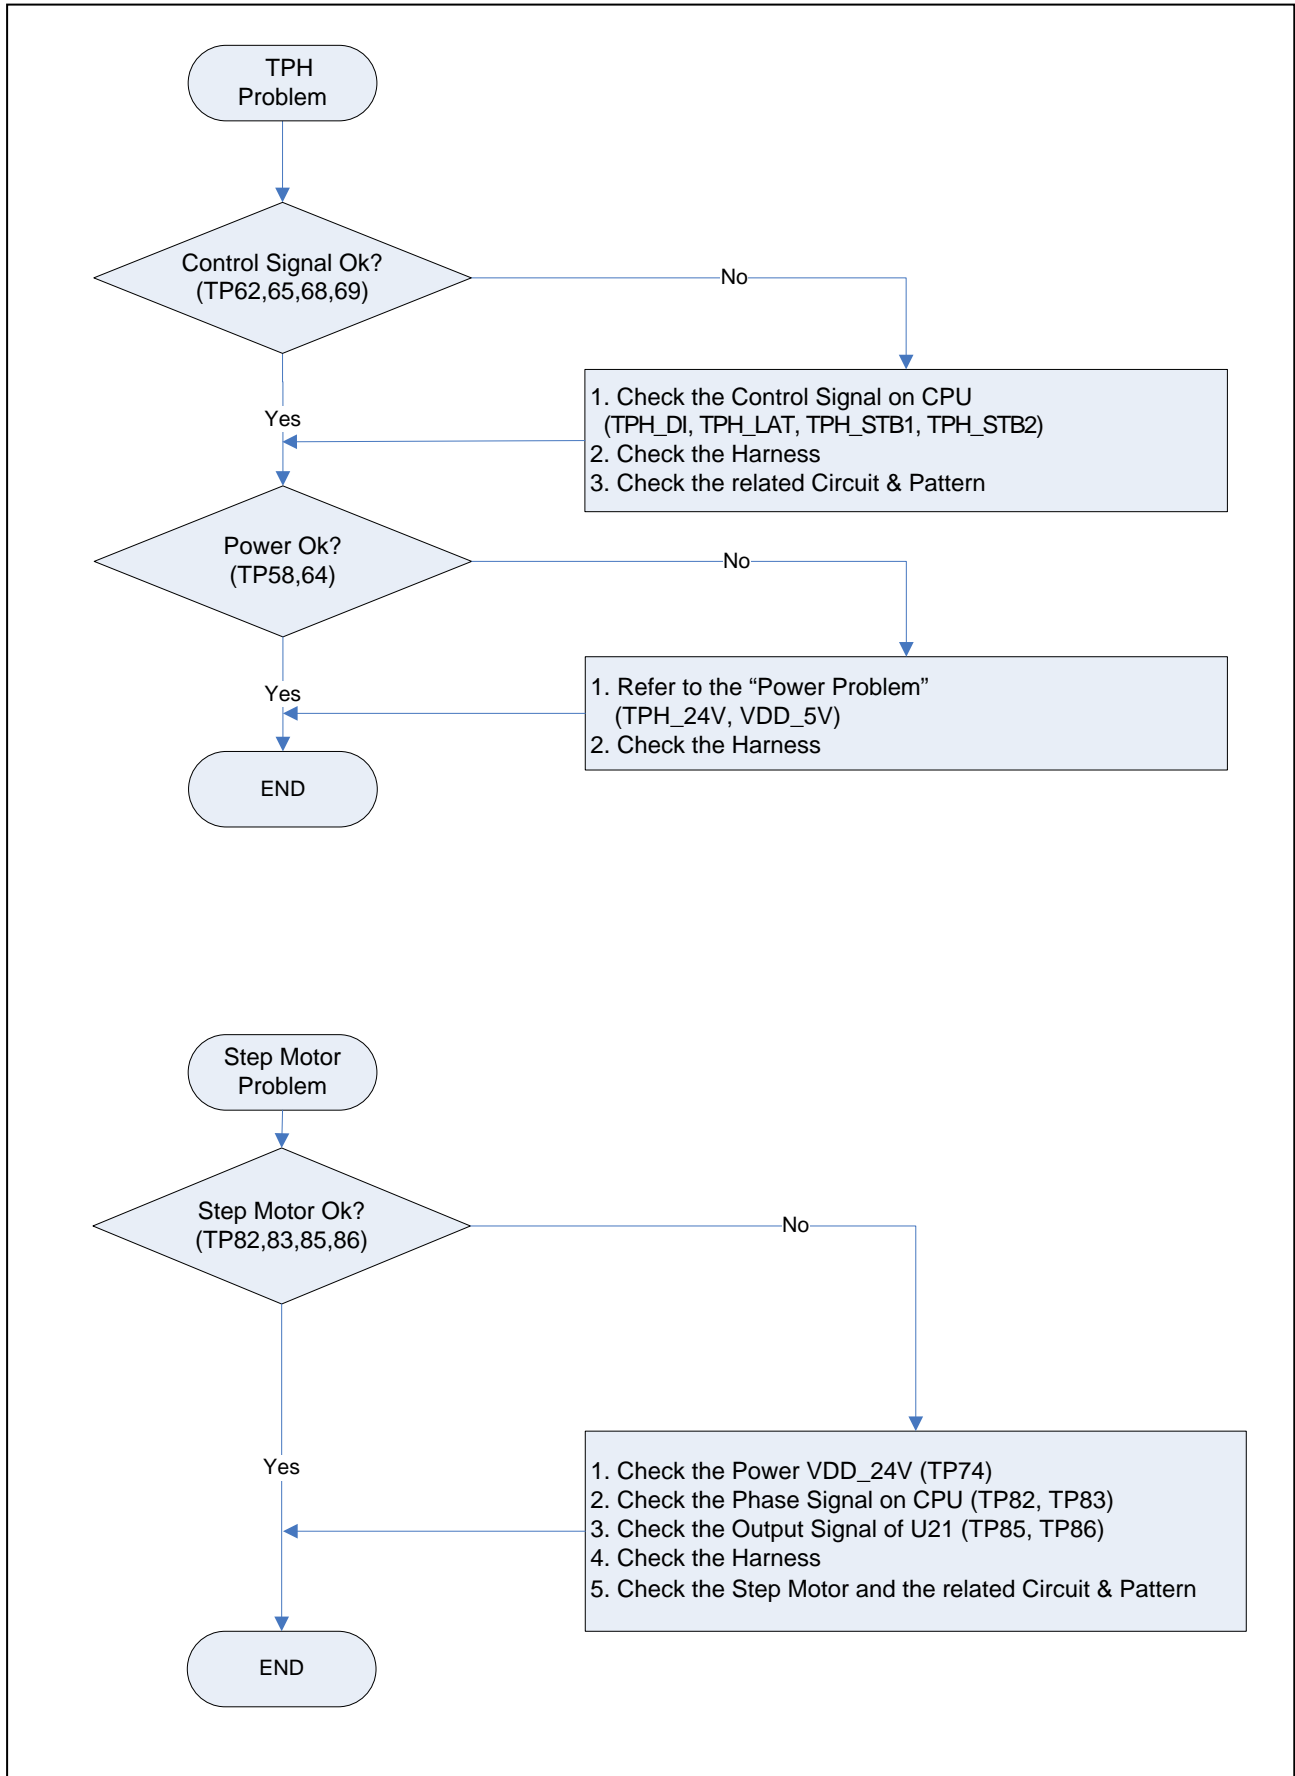 TPH
Problem
Control Signal Ok?
(TP62,65,68,69)
No
Yes
1. Check the Control Signal on CPU
(TPH_DI, TPH_LAT, TPH_STB1, TPH_STB2)
2. Check the Harness
3. Check the related Circuit & Pattern
Power Ok?
(TP58,64)
No
Yes
1. Refer to the “Power Problem”
(TPH_24V, VDD_5V)
2. Check the Harness
END
Step Motor
Problem
Step Motor Ok?
(TP82,83,85,86)
No
Yes
1. Check the Power VDD_24V (TP74)
2. Check the Phase Signal on CPU (TP82, TP83)
3. Check the Output Signal of U21 (TP85, TP86)
4. Check the Harness
5. Check the Step Motor and the related Circuit & Pattern
END